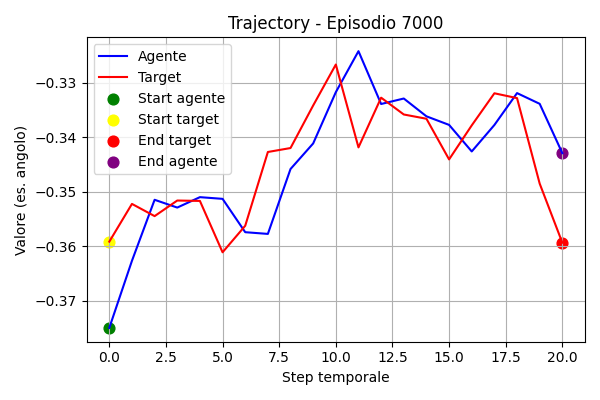 Trajectory - Episodio 7000
Agente
Target
Start agente
Start target
End target
End agente
Valore (es. angolo)
−0.33
−0.34
−0.35
−0.36
−0.37
0.0 2.5 5.0 7.5 10.0 12.5 15.0 17.5 20.0
Step temporale